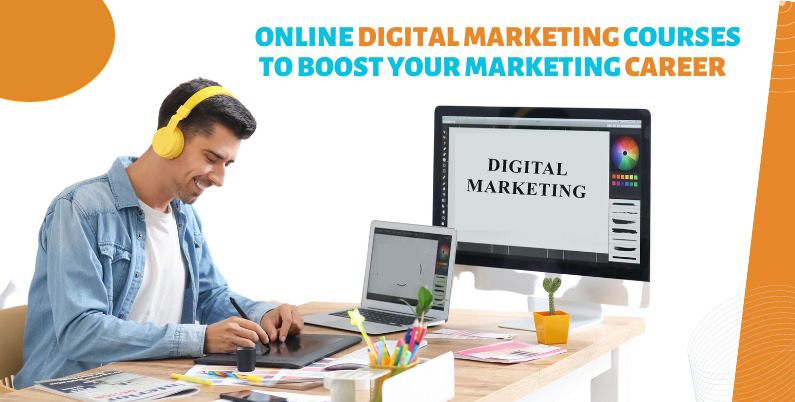 ONLINE DIGITAL MARKETING COURSES
TO BOOST YOUR MARKETING CAREER
DIGITAL
MARKETING